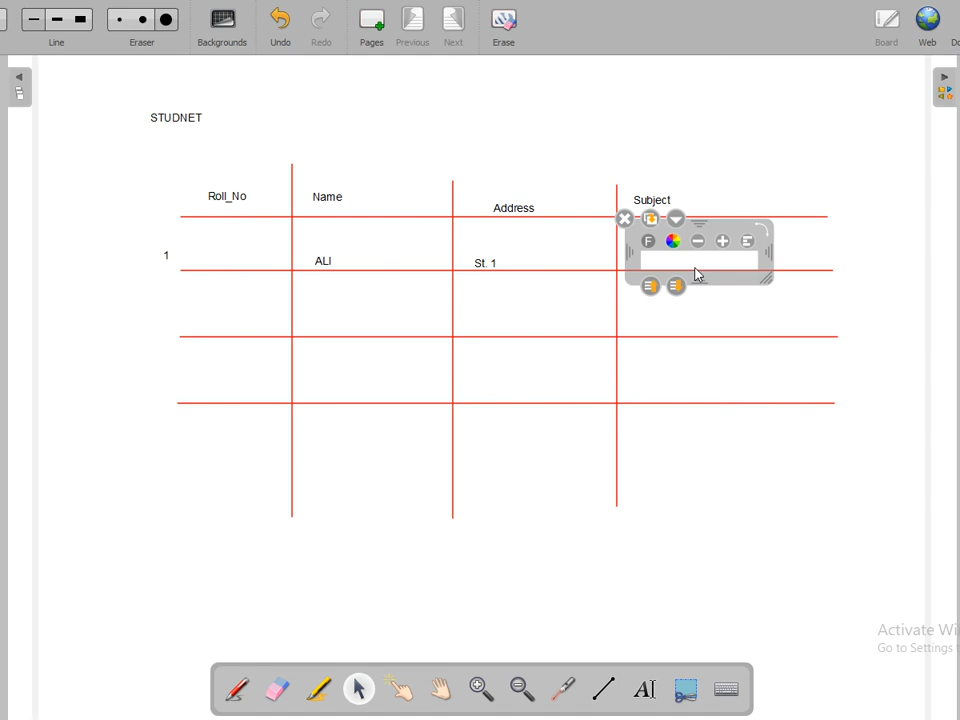 Line
Eraser
Backgrounds
Undo
Redo
Pages
Previous
Next
Erase
Board
Web
STUDNET
Roll_No
Name
Address
Subject
F
1
ALI
St. 1
Activate Wi
Go to Settings
AI